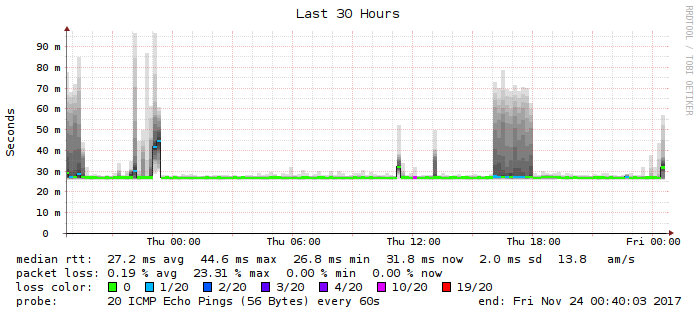 Last 30 Hours
RRDTOOL / TOBI OETIKER
Seconds
90 m
80 m
70 m
60 m
50 m
40 m
30 m
20 m
10 m
0
Thu 00:00 Thu 06:00 Thu 12:00 Thu 18:00 Fri 00:00
median rtt: 27.2 ms avg 44.6 ms max 26.8 ms min 31.8 ms now 2.0 ms sd 13.8 am/s
packet loss: 0.19 % avg 23.31 % max 0.00 % min 0.00 % now
loss color: 0 1/20 2/20 3/20 4/20 10/20 19/20
probe: 20 ICMP Echo Pings (56 Bytes) every 60s end: Fri Nov 24 00:40:03 2017